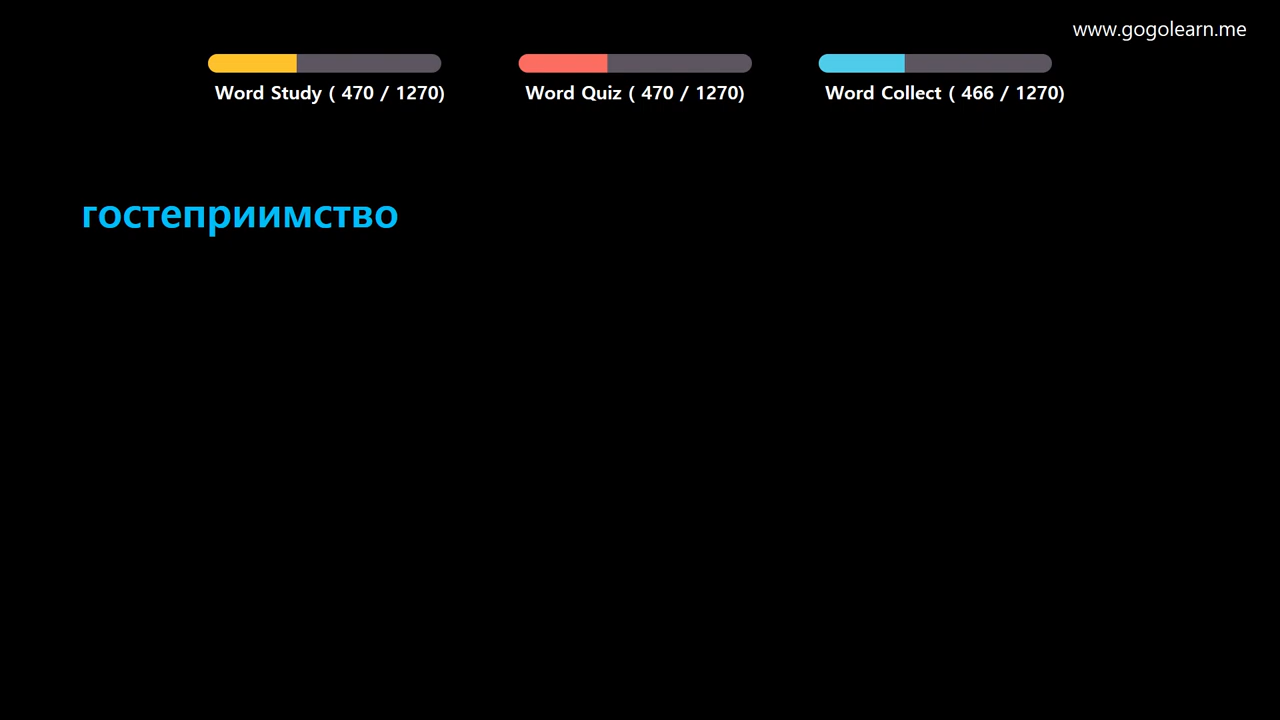 www.gogolearn.me
Word Study ( 470 / 1270)
Word Quiz ( 470 / 1270)
Word Collect ( 466 / 1270)
гостеприимство